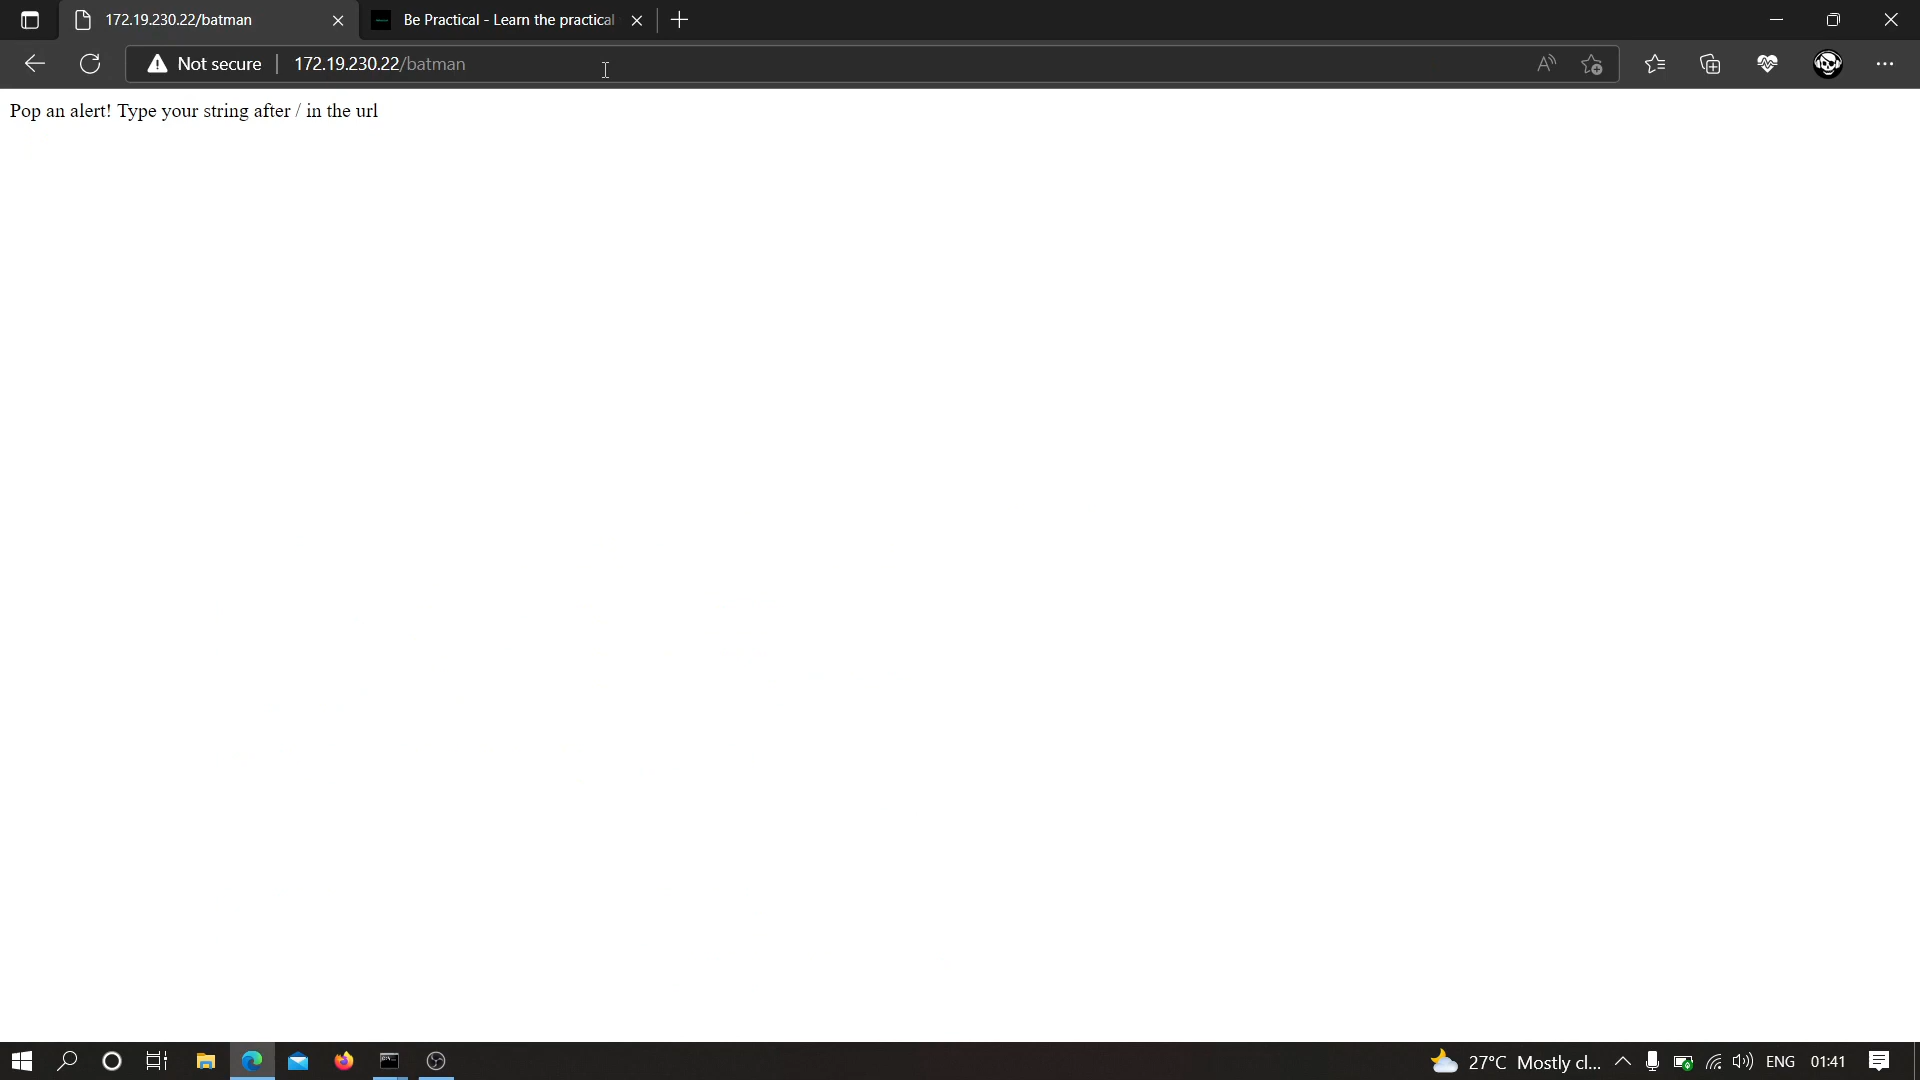 172.19.230.22/batman
Be Practical - Learn the practical
Not secure
172.19.230.22/batman
Pop an alert! Type your string after / in the url
27°C Mostly cl...
ENG
01:41